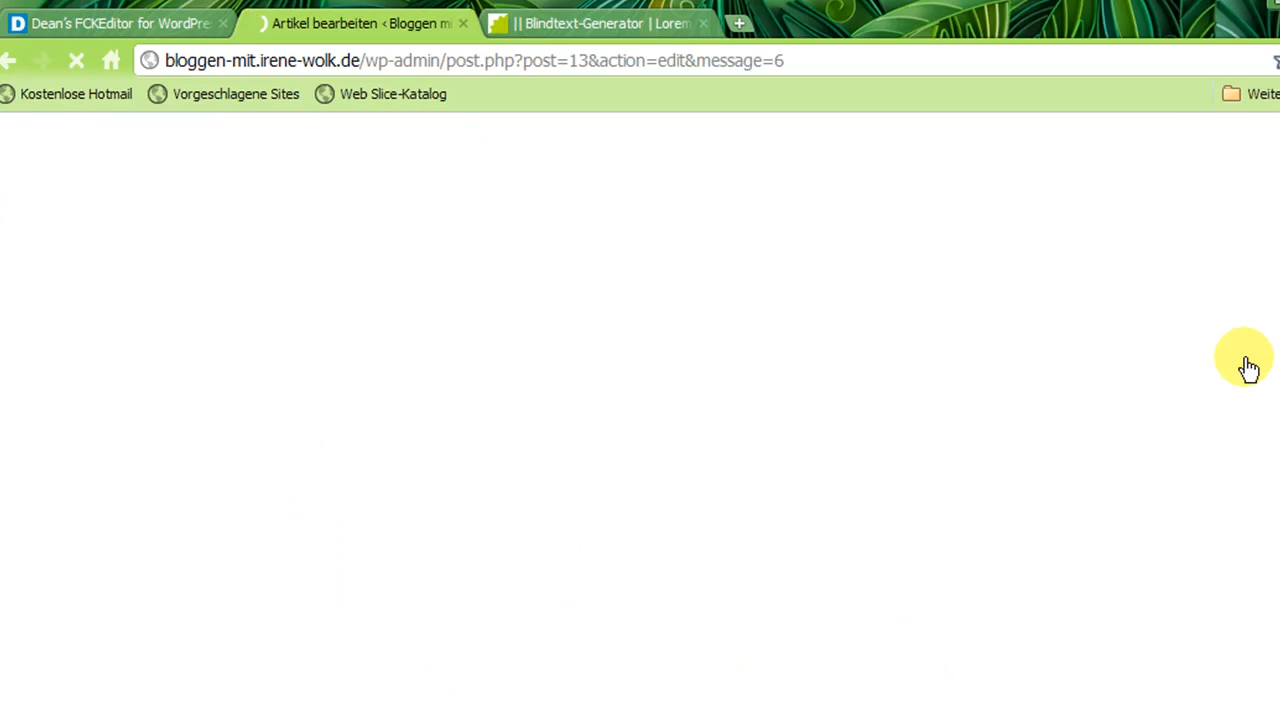 Dean's FCKEditor for WordPre
Artikel bearbeiten ‹ Bloggen mi
|| Blindtext-Generator | Lorem
bloggen-mit.irene-wolk.de/wp-admin/post.php?post=13&action=edit&message=6
Kostenlose Hotmail
Vorgeschlagene Sites
Web Slice-Katalog
Weite